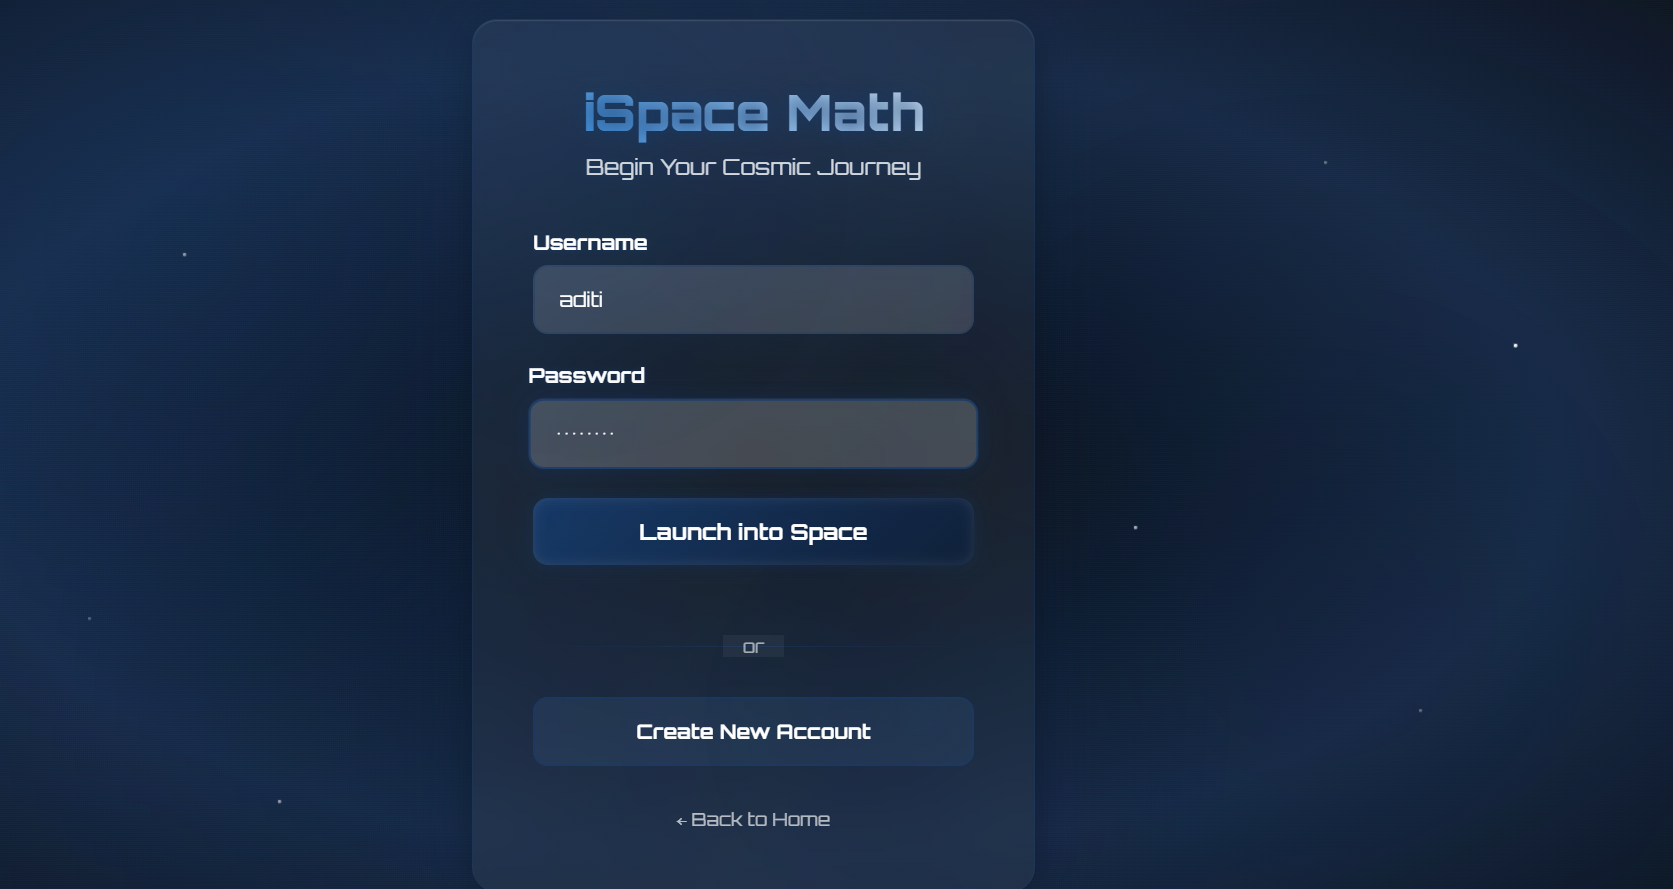 iSpace Math
Begin Your Cosmic Journey
Username
aditi
Password
········
Launch into Space
or
Create New Account
← Back to Home